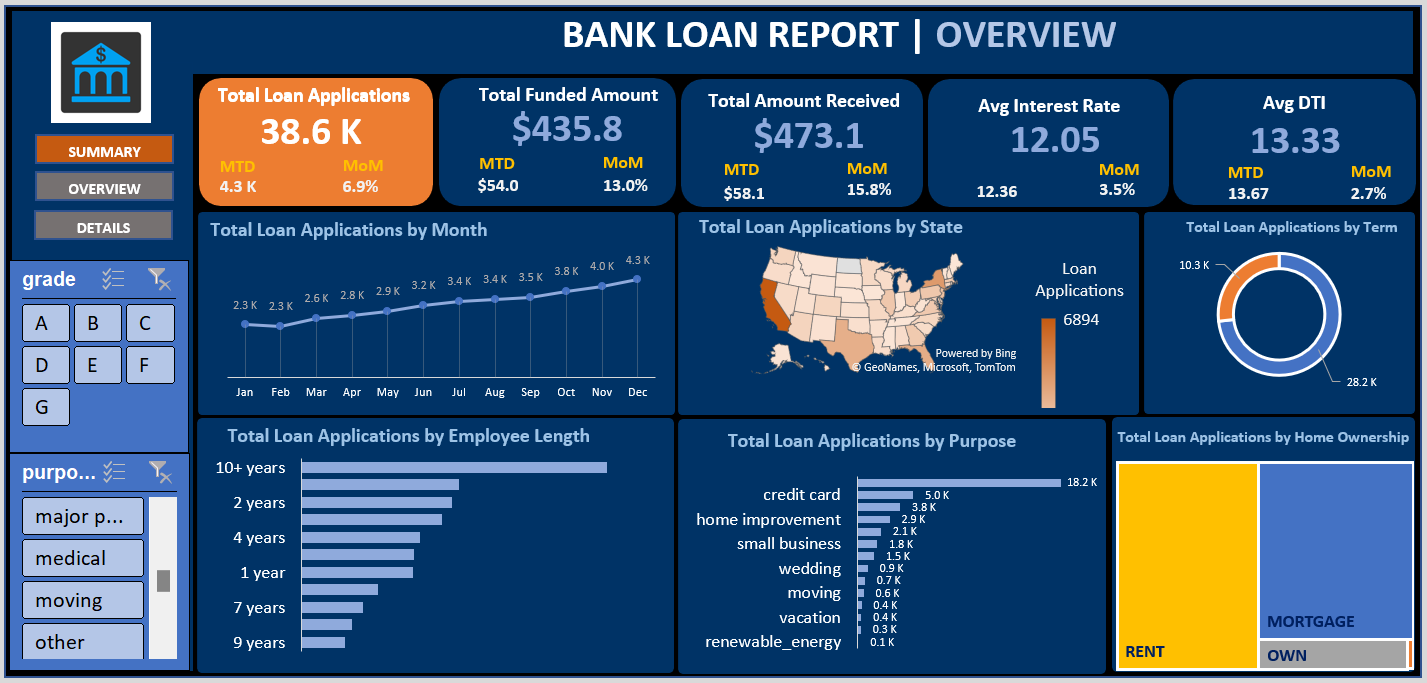 BANK LOAN REPORT | OVERVIEW
$
SUMMARY
OVERVIEW
DETAILS
Total Loan Applications
38.6 K
MTD MoM
4.3 K 6.9%
Total Funded Amount
$435.8
MTD MoM
$54.0 13.0%
Total Amount Received
$473.1
MTD MoM
$58.1 15.8%
Avg Interest Rate
12.05
MoM
12.36 3.5%
Avg DTI
13.33
MTD MoM
13.67 2.7%
grade
A B C
D E F
G
purpo...
major p...
medical
moving
other
Total Loan Applications by Month
2.3 K 2.3 K 2.6 K 2.8 K 2.9 K 3.2 K 3.4 K 3.4 K 3.5 K 3.8 K 4.0 K 4.3 K
Jan Feb Mar Apr May Jun Jul Aug Sep Oct Nov Dec
Total Loan Applications by State
Loan
Applications
6894
Powered by Bing
© GeoNames, Microsoft, TomTom
Total Loan Applications by Term
10.3 K
28.2 K
Total Loan Applications by Employee Length
10+ years
2 years
4 years
1 year
7 years
9 years
Total Loan Applications by Purpose
18.2 K
credit card 5.0 K
3.8 K
home improvement 2.9 K
2.1 K
small business 1.8 K
1.5 K
wedding 0.9 K
0.7 K
moving 0.6 K
0.4 K
vacation 0.4 K
0.3 K
renewable_energy 0.1 K
Total Loan Applications by Home Ownership
RENT
MORTGAGE
OWN